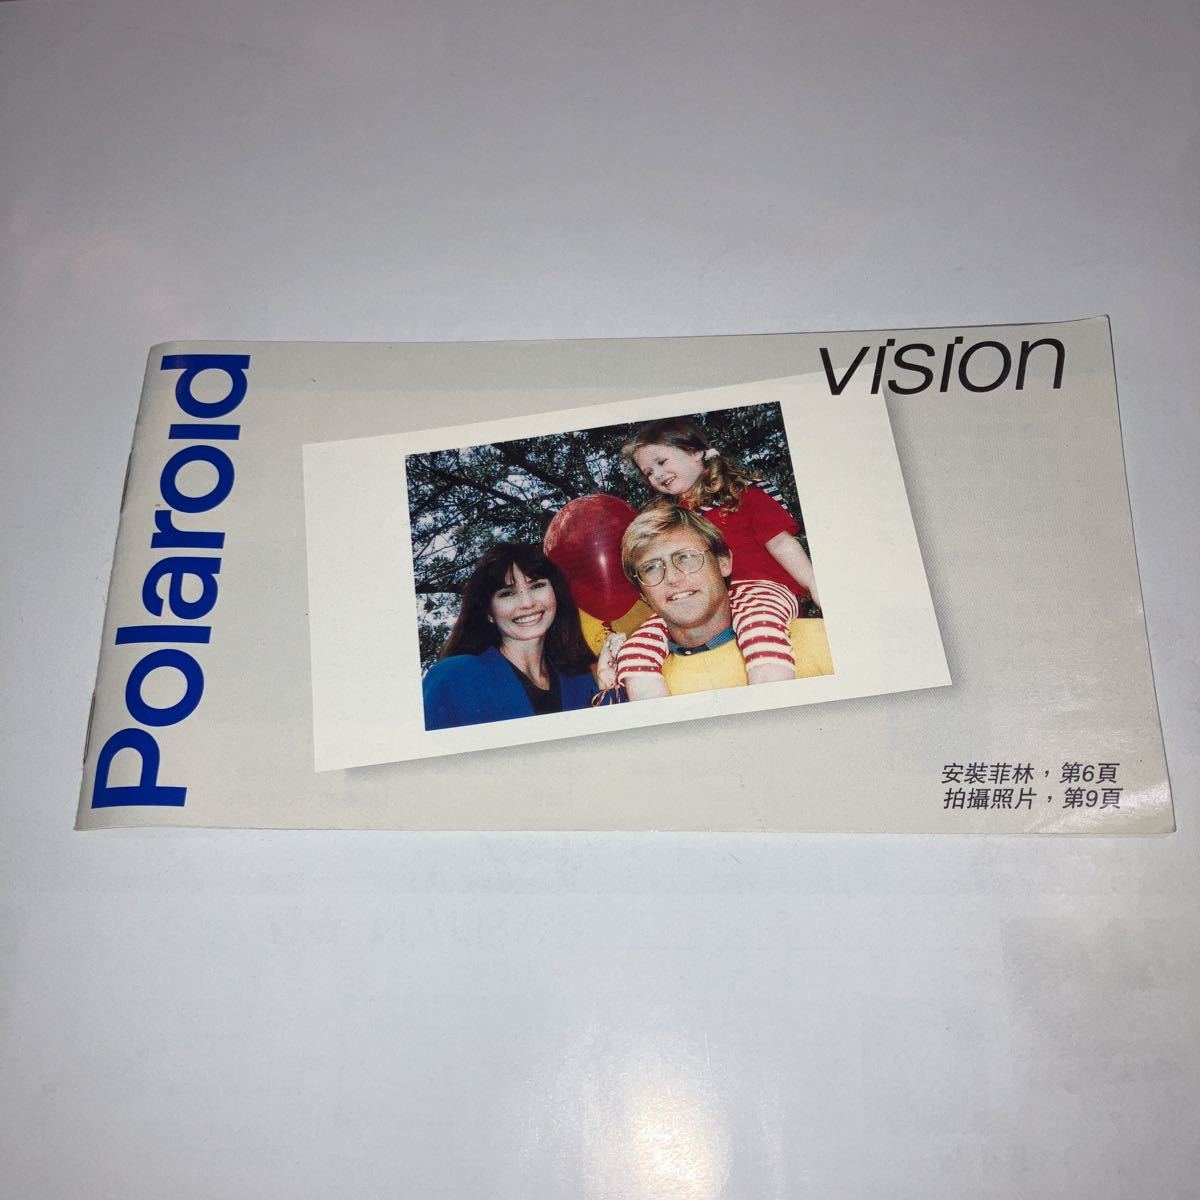 Polaroid
vision
安裝菲林，第6頁
拍攝照片，第9頁